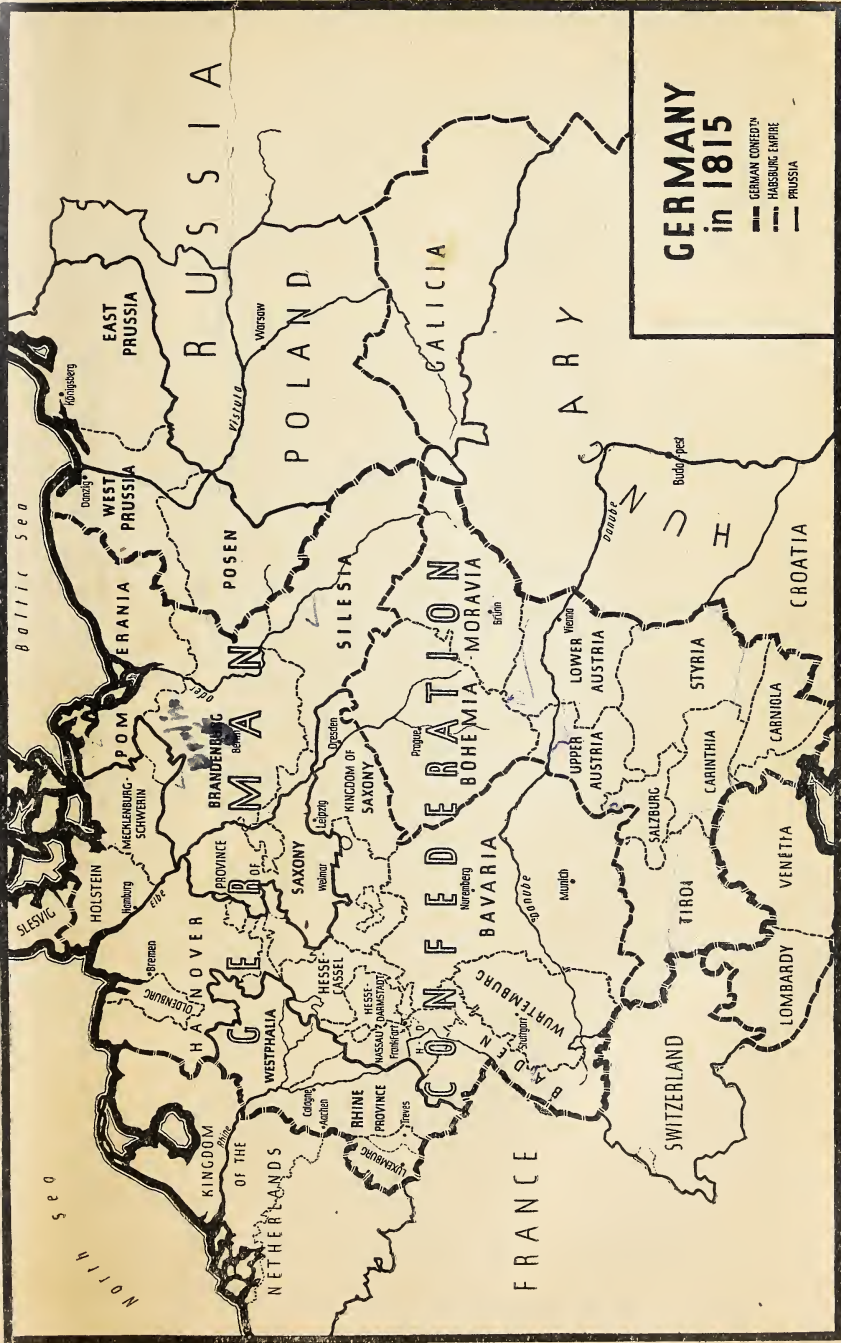 GERMANY
in 1815
GERMAN CONFEDTN
HABSBURG EMPIRE
PRUSSIA
North Sea
Baltic Sea
SLESVIG
HOLSTEIN
Hamburg
MECKLENBURG-
SCHWERIN
POMERANIA
Danzig
WEST
PRUSSIA
Königsberg
EAST
PRUSSIA
RUSSIA
KINGDOM
OF THE
NETHERLANDS
Rhine
OLDENBURG
Bremen
HANOVER
Elbe
BRANDENBURG
Berlin
Oder
POSEN
Vistula
Warsaw
POLAND
GERMAN
CONFEDERATION
WESTPHALIA
PROVINCE
OF
SAXONY
Weimar
Leipzig
Dresden
KINGDOM OF
SAXONY
SILESIA
Cologne
Aachen
RHINE
PROVINCE
Treves
LUXEMBURG
HESSE-
CASSEL
HESSE-
DARMSTADT
NASSAU
Frankfurt
H
D
Prague
BOHEMIA
MORAVIA
Brünn
GALICIA
FRANCE
BADEN
Stuttgart
WURTEMBURG
Nuremberg
BAVARIA
Danube
Munich
UPPER
AUSTRIA
LOWER
AUSTRIA
Vienna
Danube
Budapest
HUNGARY
SWITZERLAND
TIROL
SALZBURG
CARINTHIA
STYRIA
CARNIOLA
CROATIA
LOMBARDY
VENETIA